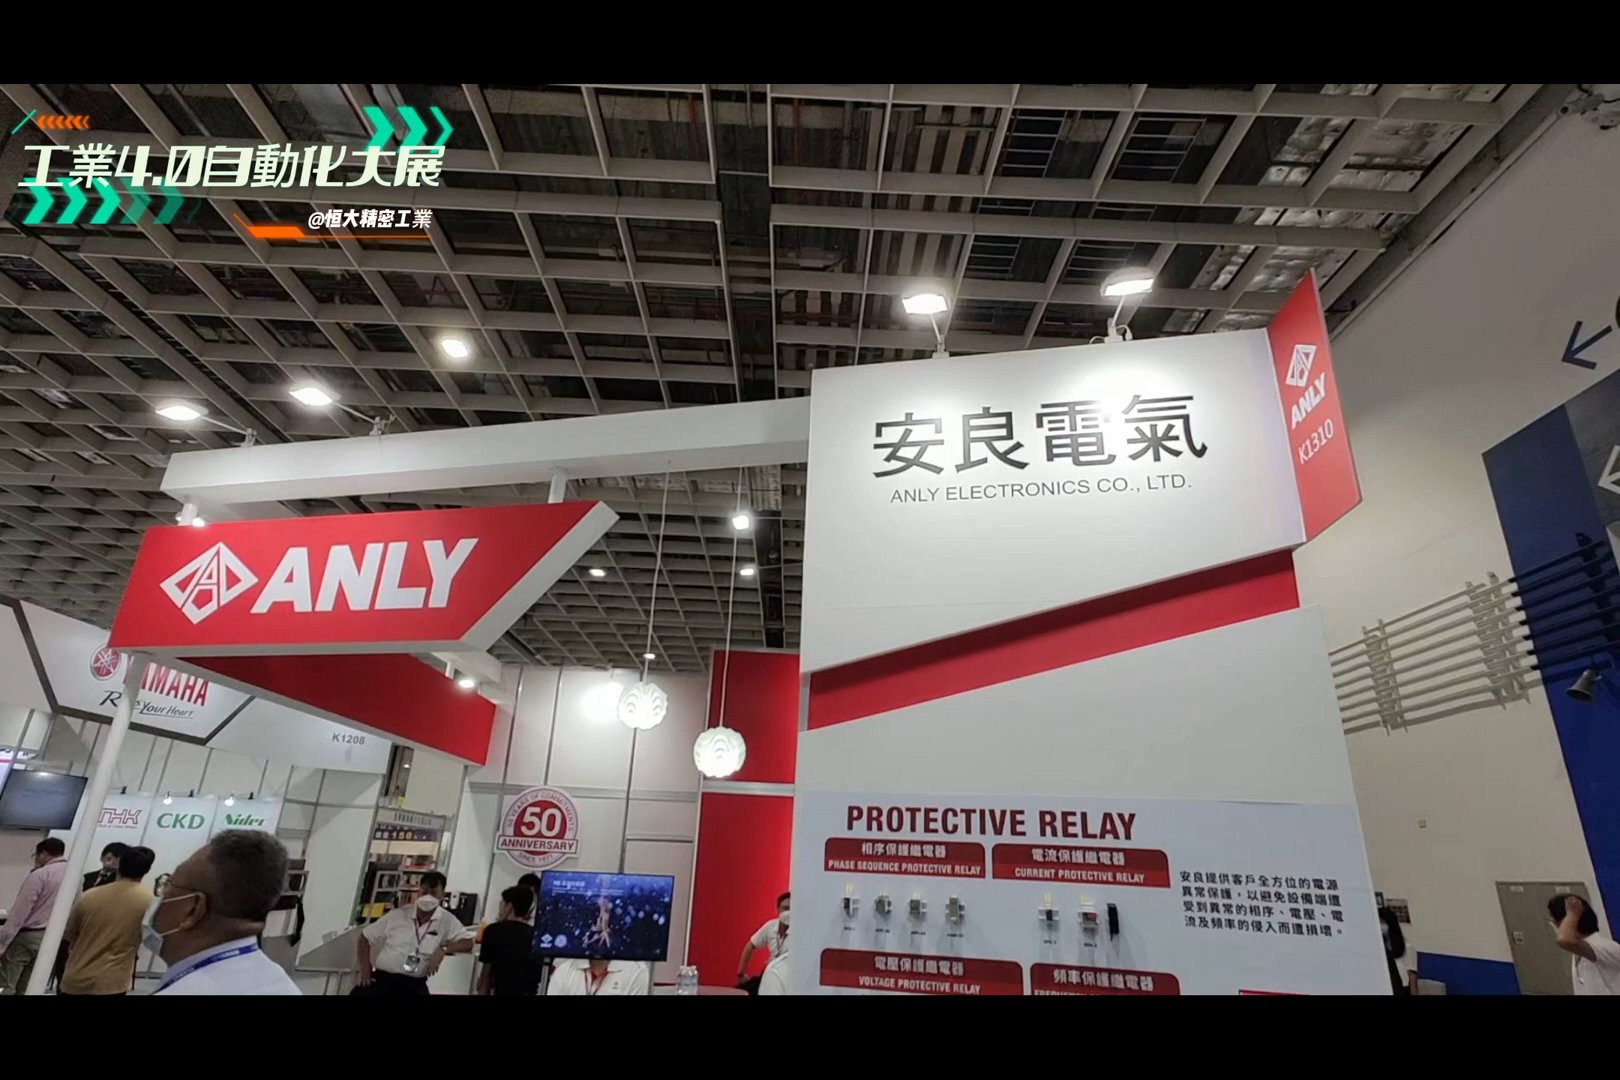 工業4.0自動化大展
@恒大精密工業
安良電氣
ANLY ELECTRONICS CO., LTD.
ANLY
K1310
ANLY
YAMAHA
Your Heart
K1208
THK
CKD
Nidec
50 YEARS OF COMMITMENTS
50
ANNIVERSARY
SINCE 1971
PROTECTIVE RELAY
相序保護繼電器
PHASE SEQUENCE PROTECTIVE RELAY
電流保護繼電器
CURRENT PROTECTIVE RELAY
安良提供客戶全方位的電源
異常保護，以避免設備端遭
受到異常的相序、電壓、電
流及頻率的侵入而遭損壞。
電壓保護繼電器
VOLTAGE PROTECTIVE RELAY
頻率保護繼電器